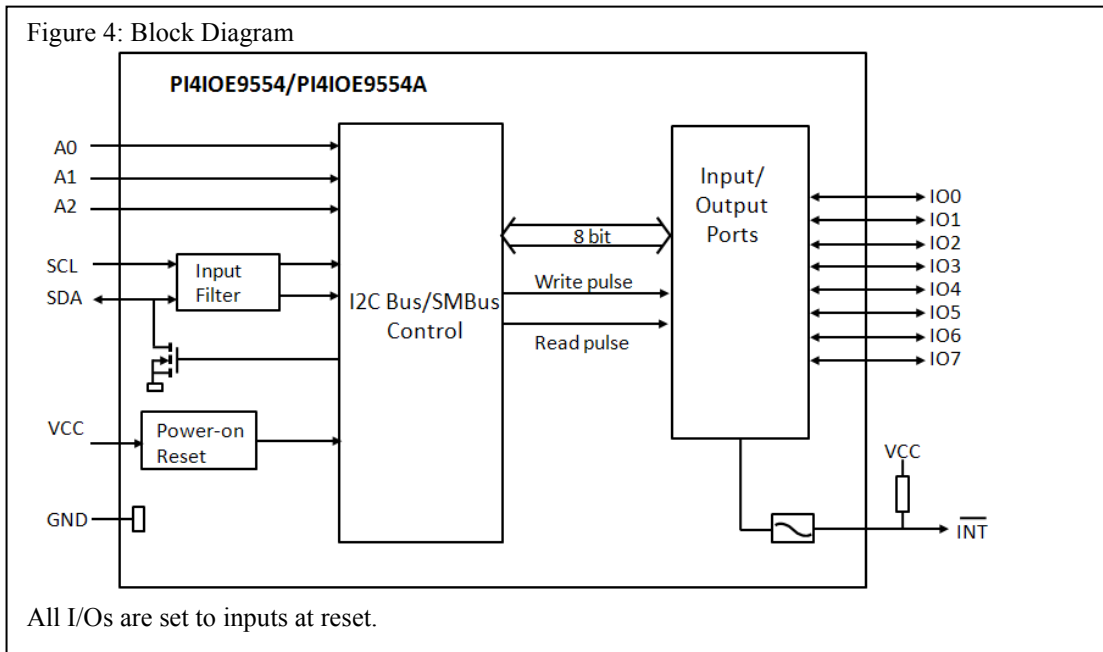 Figure 4: Block Diagram
PI4IOE9554/PI4IOE9554A
A0
A1
A2
SCL
SDA
VCC
GND
Input
Filter
Power-on
Reset
I2C Bus/SMBus
Control
8 bit
Write pulse
Read pulse
Input/
Output
Ports
IO0
IO1
IO2
IO3
IO4
IO5
IO6
IO7
VCC
INT
All I/Os are set to inputs at reset.